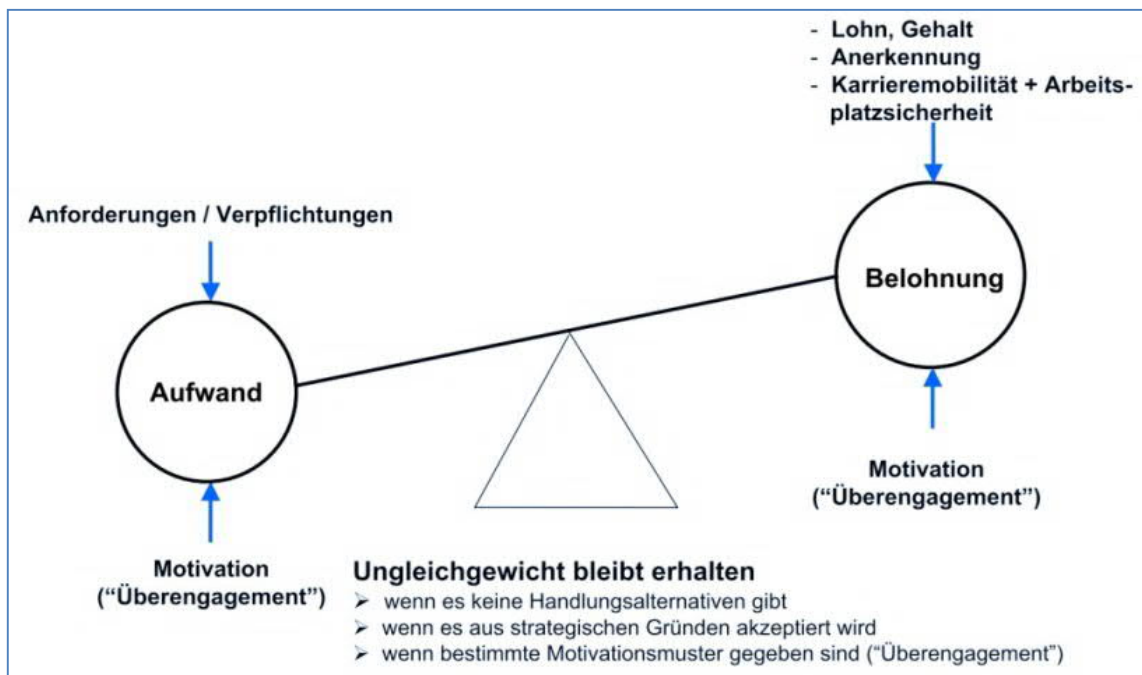 - Lohn, Gehalt
- Anerkennung
- Karrieremobilität + Arbeits-
platzsicherheit
Anforderungen / Verpflichtungen
Belohnung
Aufwand
Motivation
(“Überengagement”)
Motivation
(“Überengagement”)
Ungleichgewicht bleibt erhalten
➢ wenn es keine Handlungsalternativen gibt
➢ wenn es aus strategischen Gründen akzeptiert wird
➢ wenn bestimmte Motivationsmuster gegeben sind (“Überengagement”)